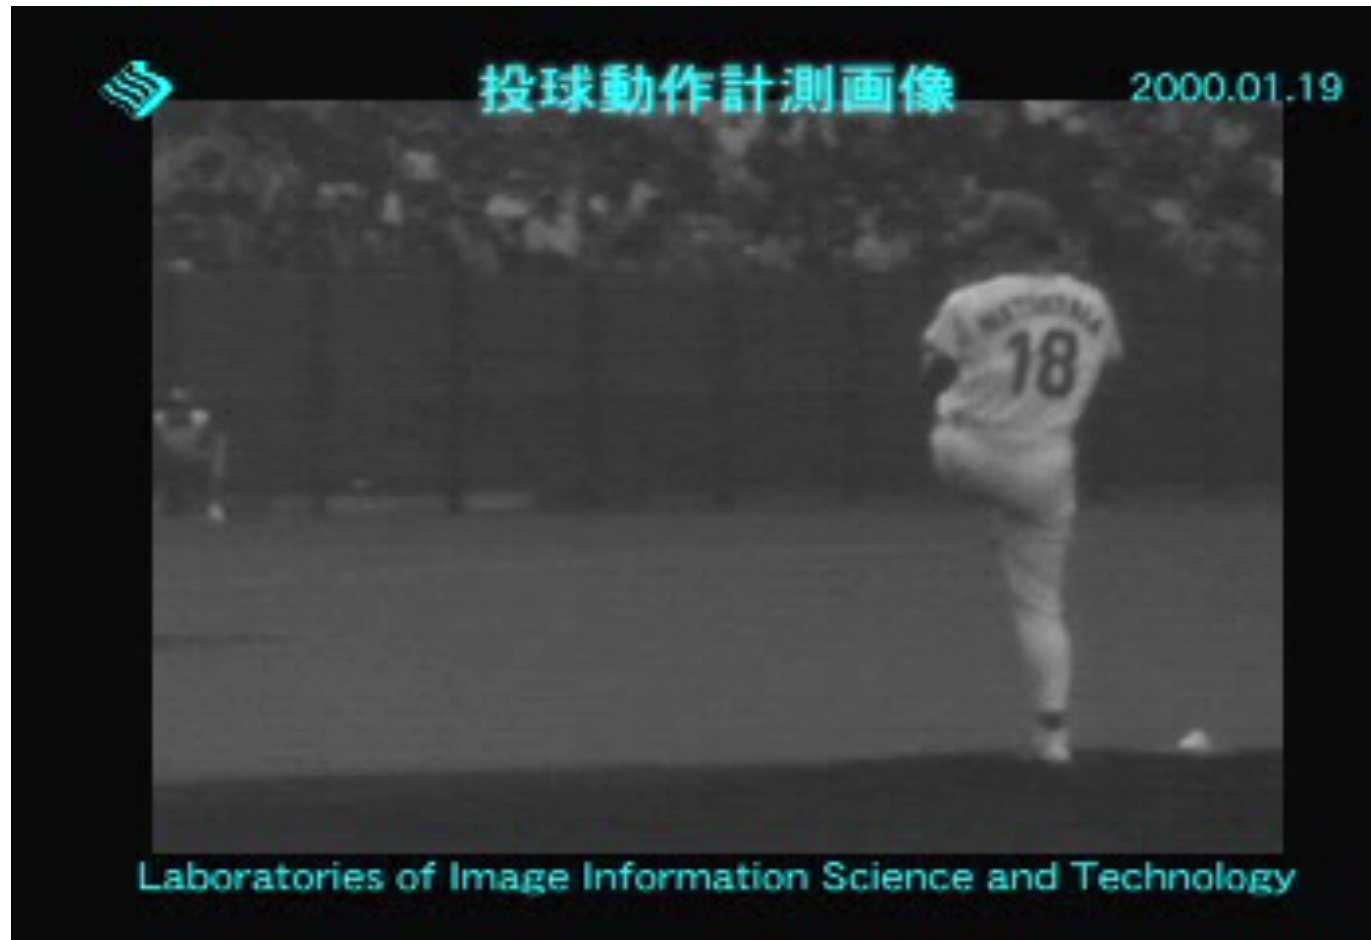 投球動作計測画像
2000.01.19
18
Laboratories of Image Information Science and Technology